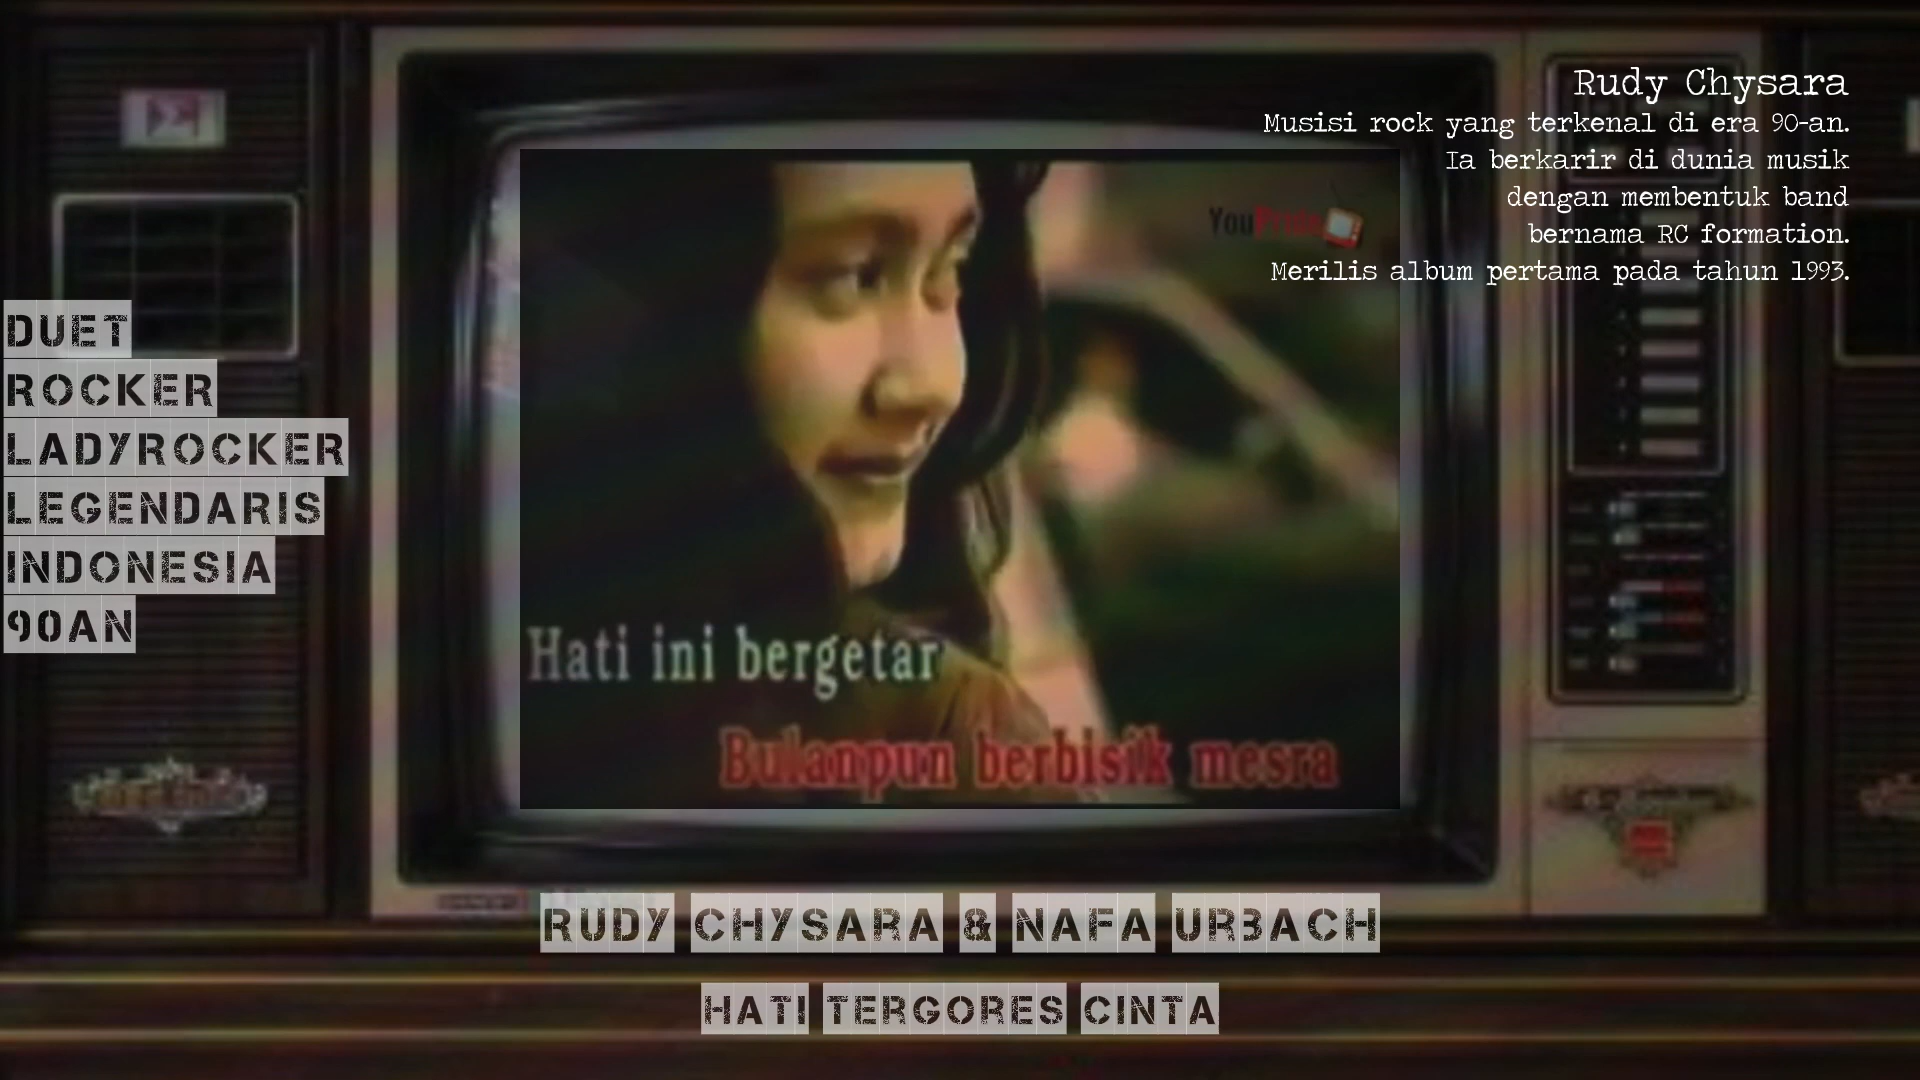 Rudy Chysara
Musisi rock yang terkenal di era 90-an.
Ia berkarir di dunia musik
dengan membentuk band
bernama RC formation.
Merilis album pertama pada tahun 1993.
YouPride
DUET
ROCKER
LADYROCKER
LEGENDARIS
INDONESIA
90AN
Hati ini bergetar
Bulanpun berbisik mesra
RUDY CHYSARA & NAFA URBACH
HATI TERGORES CINTA